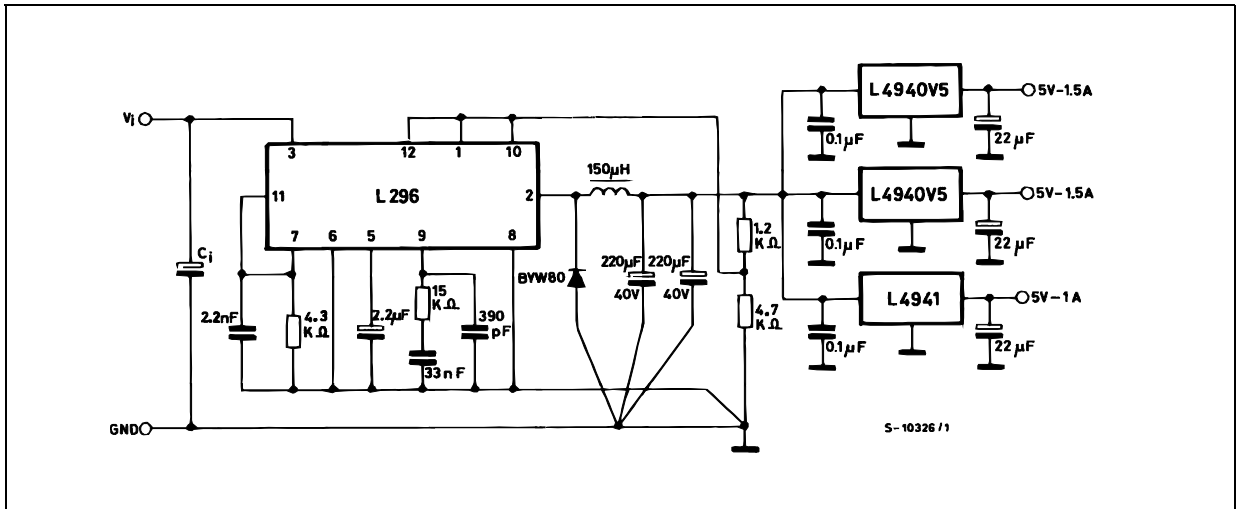 Vi
GND
Ci
3
12
1
10
11
L 296
2
7
6
5
9
8
2.2nF
4.3
KΩ
2.2µF
15
KΩ
33nF
390
pF
BYW80
150µH
220µF
40V
220µF
40V
1.2
KΩ
4.7
KΩ
L4940V5
0.1µF
22µF
5V-1.5A
L4940V5
0.1µF
22µF
5V-1.5A
L4941
0.1µF
22µF
5V-1A
S-10326/1